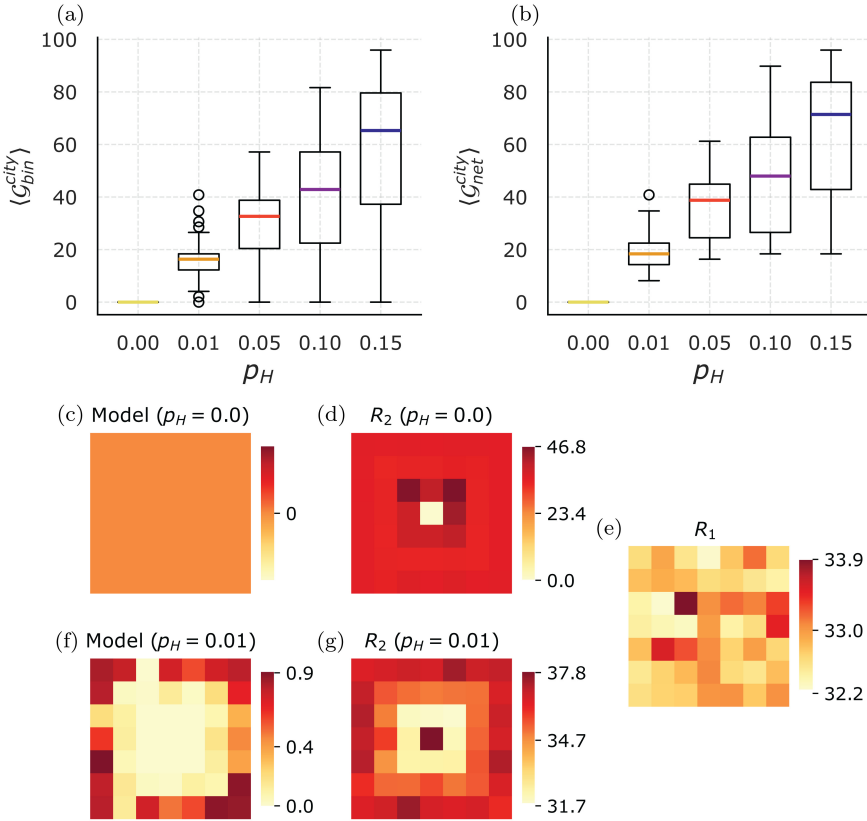 (a)
100
80
60
40
20
0
⟨𝒢^{city}_{bin}⟩
0.00 0.01 0.05 0.10 0.15
p_H
(b)
100
80
60
40
20
0
⟨𝒢^{city}_{net}⟩
0.00 0.01 0.05 0.10 0.15
p_H
(c) Model (p_H = 0.0)
0
(d) R_2 (p_H = 0.0)
46.8
23.4
0.0
(e) R_1
33.9
33.0
32.2
(f) Model (p_H = 0.01)
0.9
0.4
0.0
(g) R_2 (p_H = 0.01)
37.8
34.7
31.7